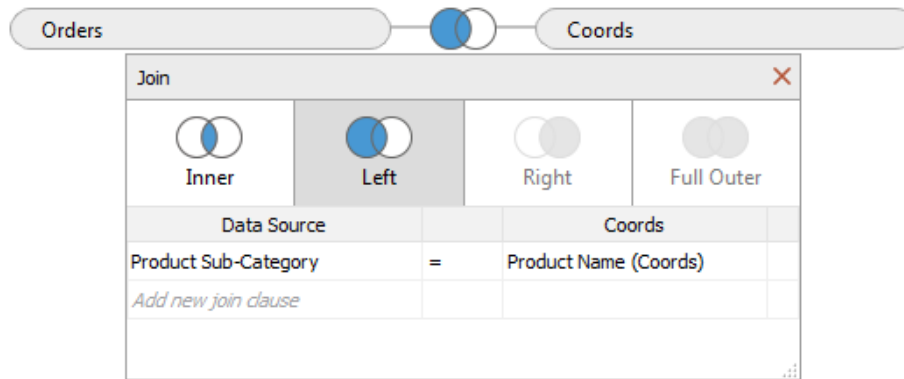 Orders Coords
Join
Inner Left Right Full Outer
Data Source Coords
Product Sub-Category = Product Name (Coords)
Add new join clause